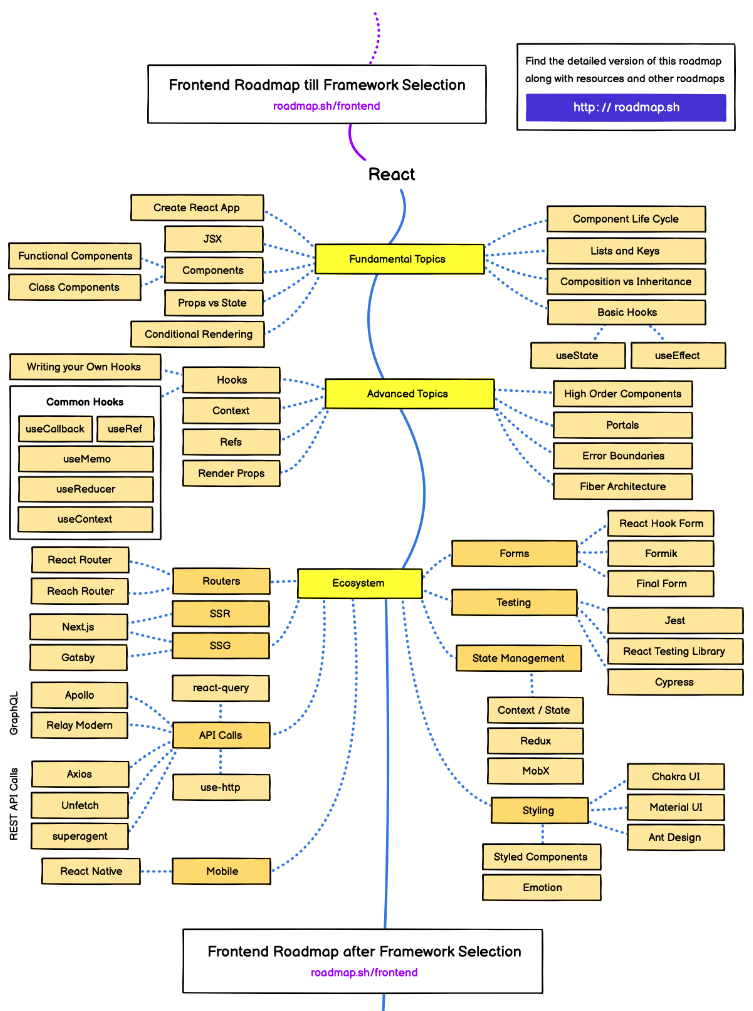 Frontend Roadmap till Framework Selection
roadmap.sh/frontend
Find the detailed version of this roadmap
along with resources and other roadmaps
http: // roadmap.sh
React
Create React App
JSX
Functional Components
Components
Class Components
Props vs State
Conditional Rendering
Fundamental Topics
Component Life Cycle
Lists and Keys
Composition vs Inheritance
Basic Hooks
useState
useEffect
Writing your Own Hooks
Hooks
Common Hooks
useCallback
useRef
useMemo
useReducer
useContext
Context
Refs
Render Props
Advanced Topics
High Order Components
Portals
Error Boundaries
Fiber Architecture
Ecosystem
React Router
Reach Router
Routers
Next.js
Gatsby
SSR
SSG
GraphQL
Apollo
Relay Modern
react-query
API Calls
use-http
REST API Calls
Axios
Unfetch
superagent
React Native
Mobile
Forms
React Hook Form
Formik
Final Form
Testing
Jest
React Testing Library
Cypress
State Management
Context / State
Redux
MobX
Styling
Chakra UI
Material UI
Ant Design
Styled Components
Emotion
Frontend Roadmap after Framework Selection
roadmap.sh/frontend